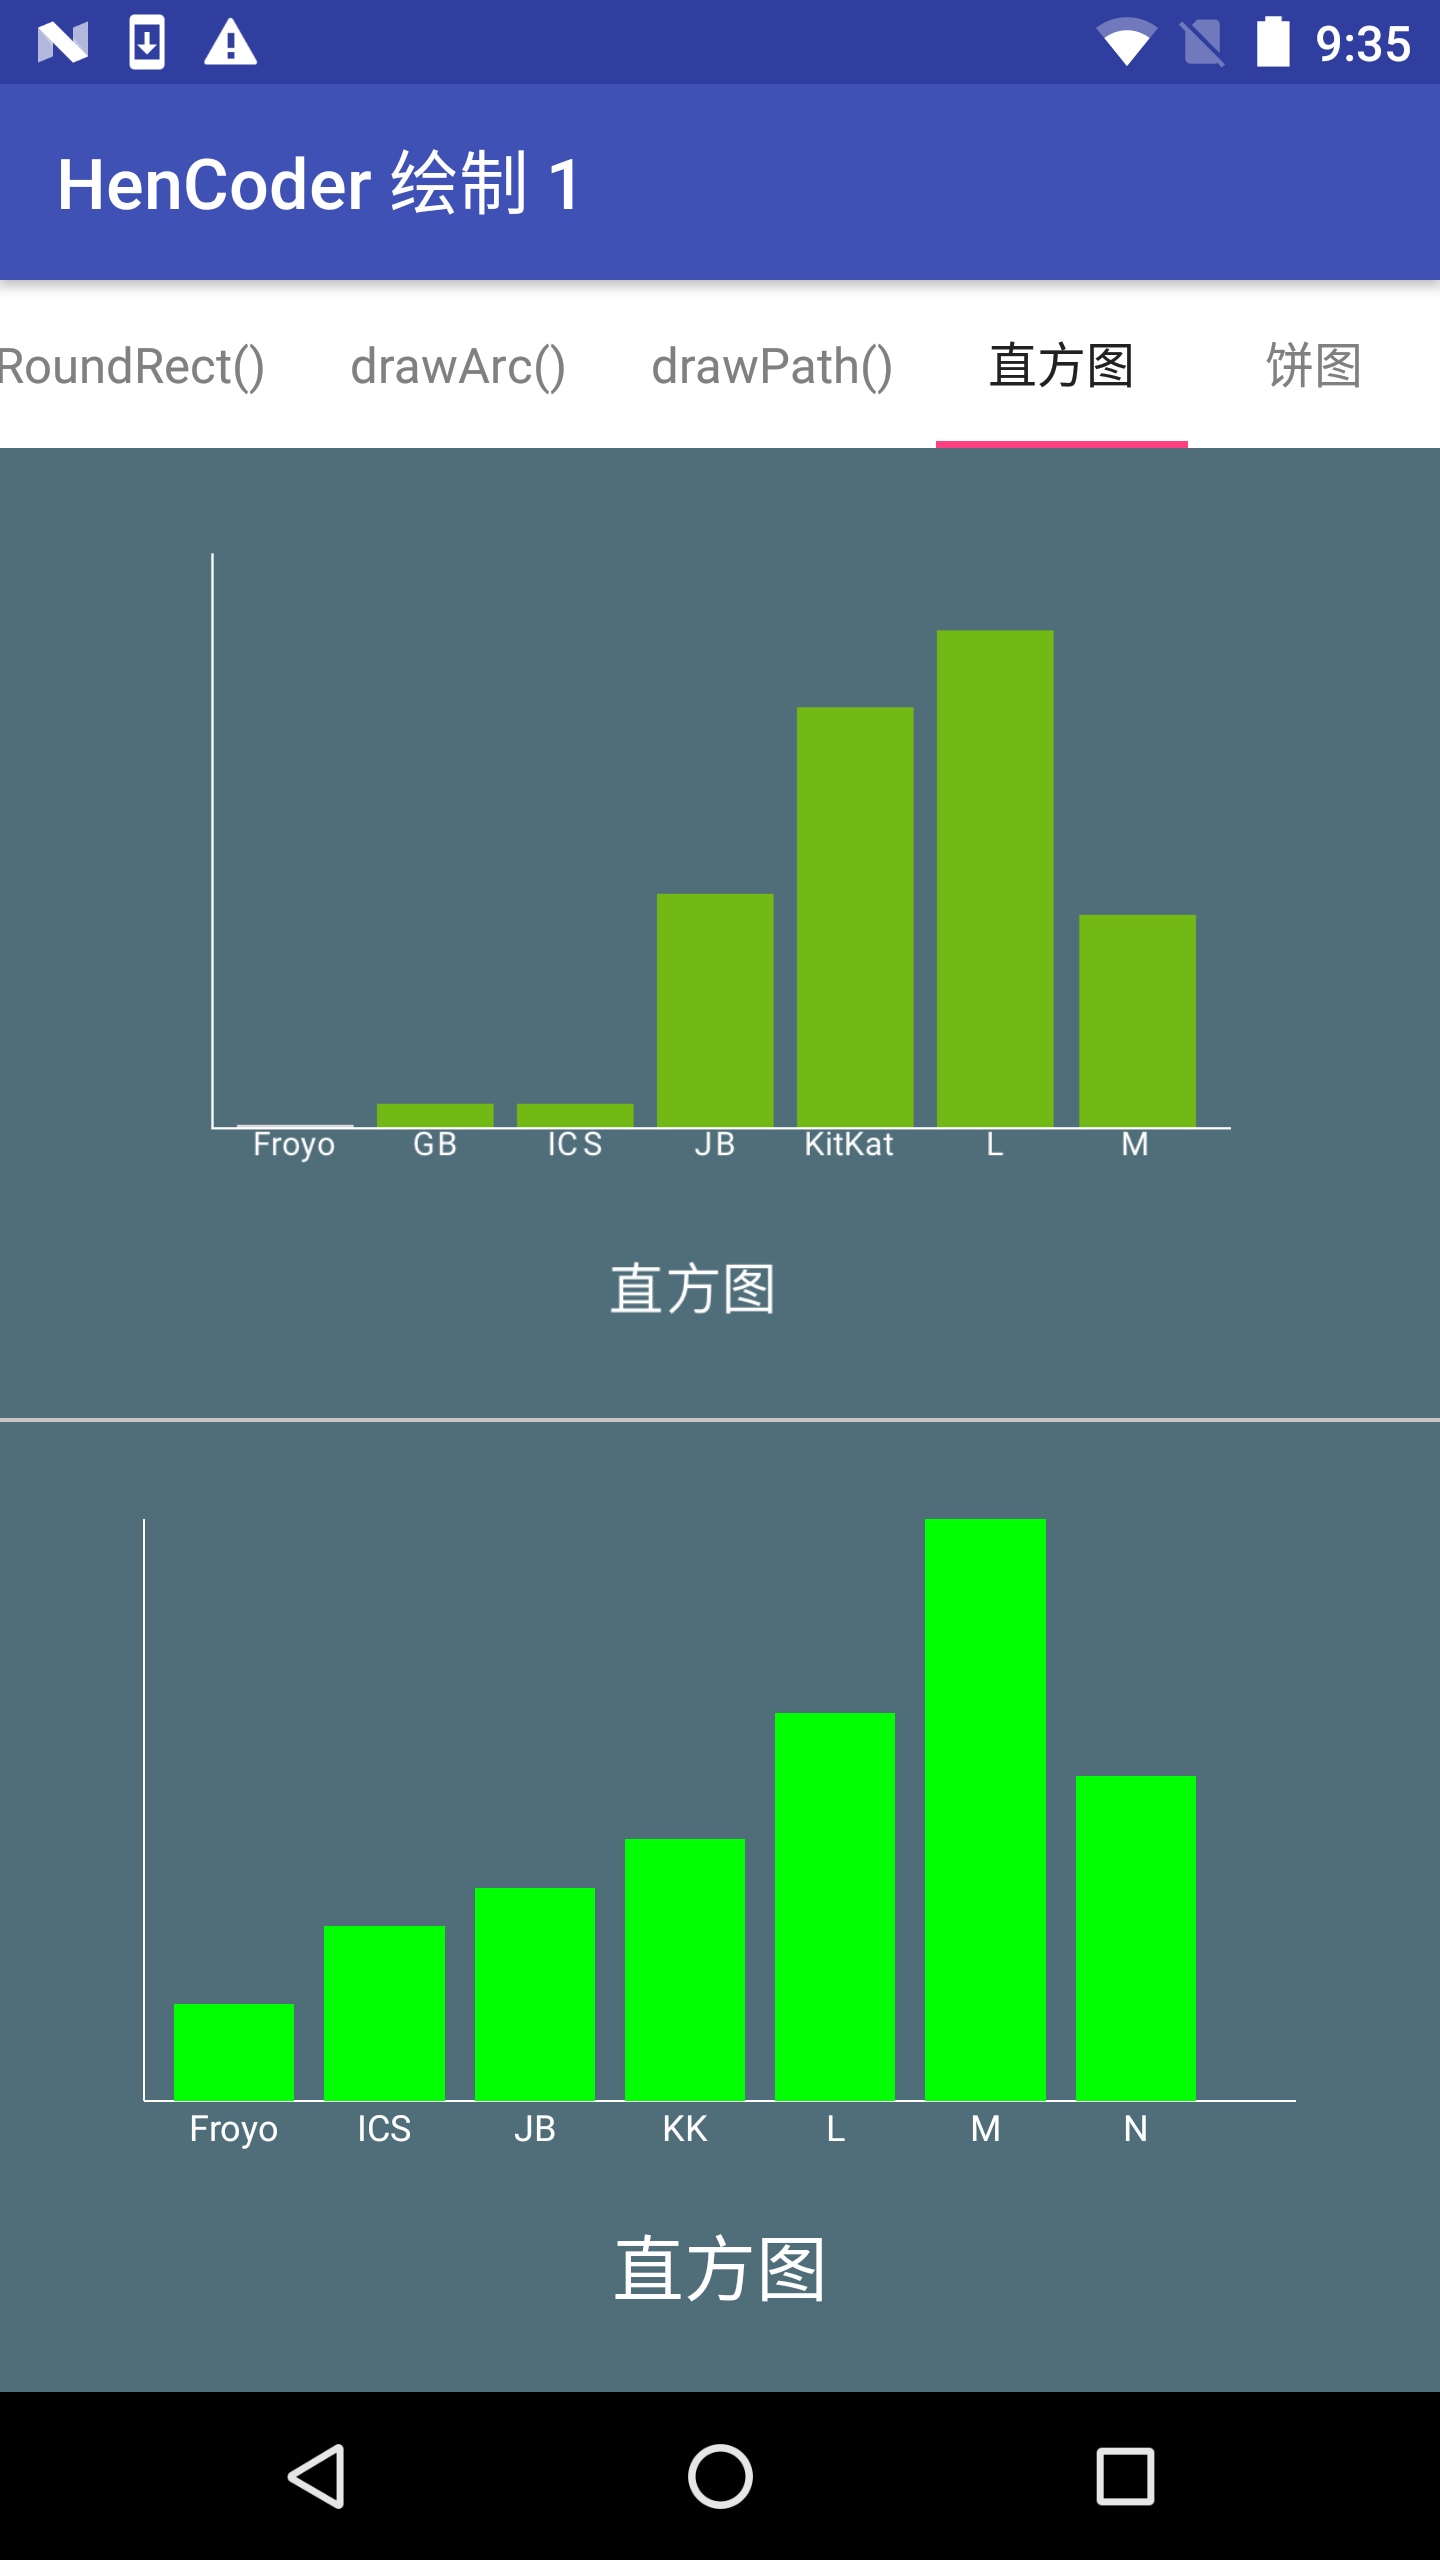 9:35
HenCoder 绘制 1
RoundRect() drawArc() drawPath() 直方图 饼图
Froyo GB ICS JB KitKat L M
直方图
Froyo ICS JB KK L M N
直方图